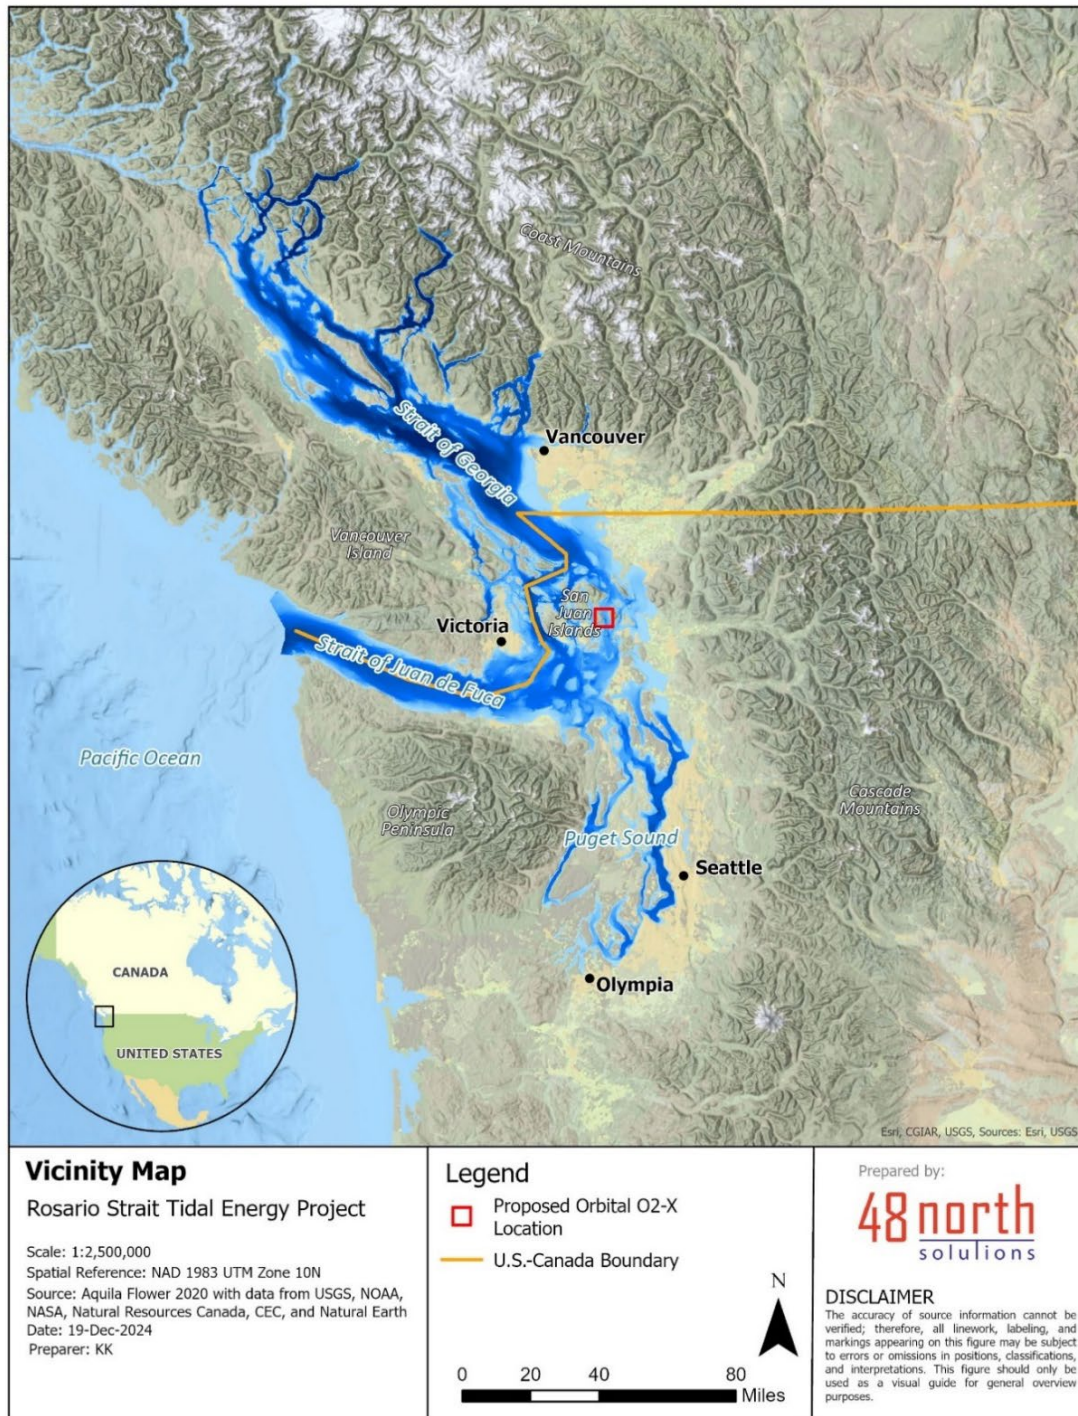 Coast Mountains
Strait of Georgia
Vancouver
Vancouver
Island
San
Juan
Islands
Victoria
Strait of Juan de Fuca
Pacific Ocean
Olympic
Peninsula
Cascade
Mountains
Puget Sound
Seattle
Olympia
CANADA
UNITED STATES
Esri, CGIAR, USGS, Sources: Esri, USGS
Vicinity Map
Rosario Strait Tidal Energy Project
Scale: 1:2,500,000
Spatial Reference: NAD 1983 UTM Zone 10N
Source: Aquila Flower 2020 with data from USGS, NOAA,
NASA, Natural Resources Canada, CEC, and Natural Earth
Date: 19-Dec-2024
Preparer: KK
Legend
Proposed Orbital O2-X
Location
U.S.-Canada Boundary
N
0 20 40 80
Miles
Prepared by:
48 north
solutions
DISCLAIMER
The accuracy of source information cannot be
verified; therefore, all linework, labeling, and
markings appearing on this figure may be subject
to errors or omissions in positions, classifications,
and interpretations. This figure should only be
used as a visual guide for general overview
purposes.